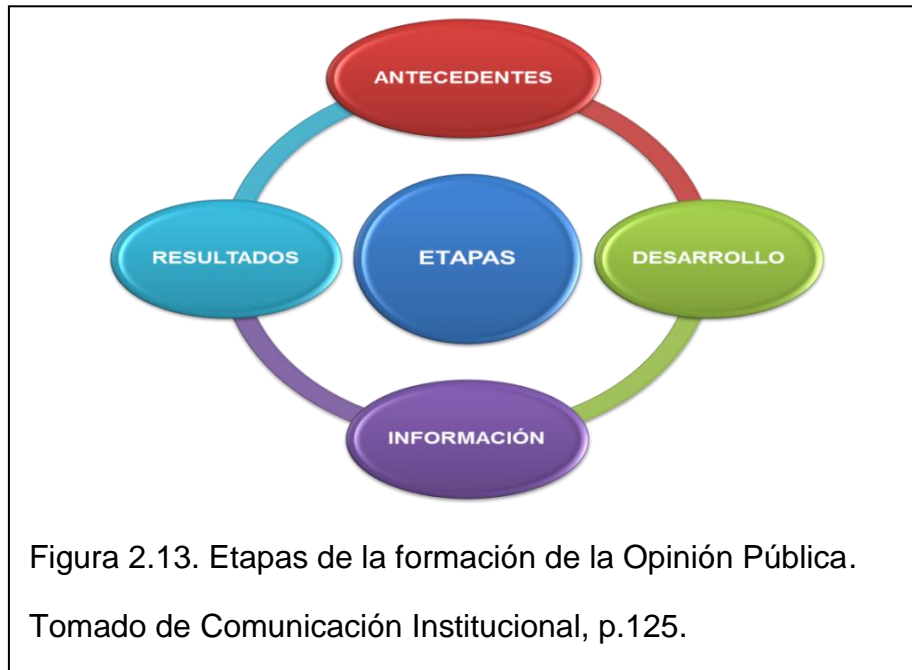 ANTECEDENTES
RESULTADOS
ETAPAS
DESARROLLO
INFORMACIÓN
Figura 2.13. Etapas de la formación de la Opinión Pública.
Tomado de Comunicación Institucional, p.125.